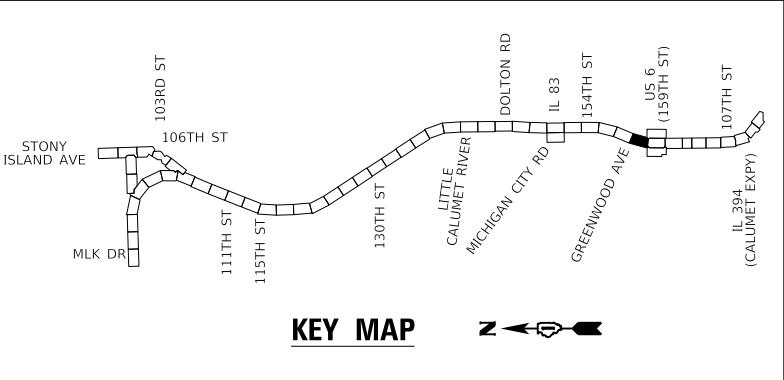 103RD ST
106TH ST
STONY
ISLAND AVE
MLK DR
111TH ST
115TH ST
130TH ST
LITTLE
CALUMET RIVER
DOLTON RD
MICHIGAN CITY RD
IL 83
154TH ST
GREENWOOD AVE
US 6
(159TH ST)
107TH ST
IL 394
(CALUMET EXPY)
KEY MAP
N